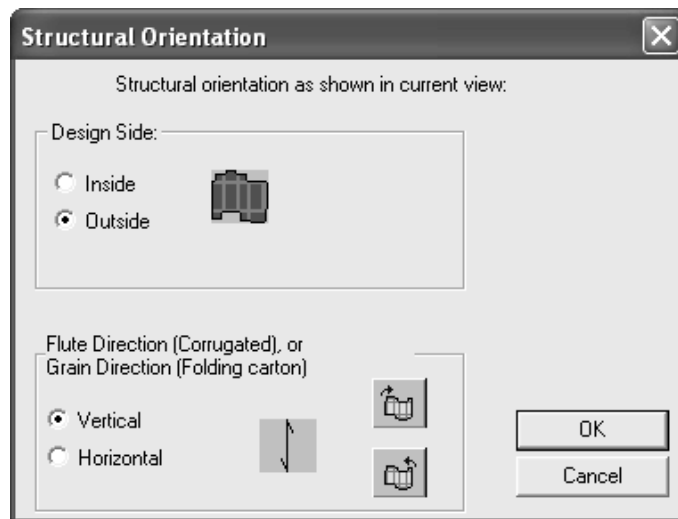 Structural Orientation
Structural orientation as shown in current view:
Design Side:
Inside
Outside
Flute Direction (Corrugated), or
Grain Direction (Folding carton)
Vertical
Horizontal
OK
Cancel